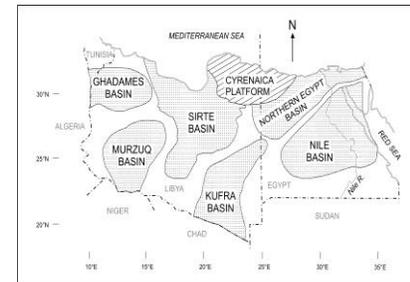 MEDITERRANEAN SEA
N
TUNISIA
GHADAMES
BASIN
CYRENAICA
PLATFORM
NORTHERN EGYPT
BASIN
30°N
ALGERIA
SIRTE
BASIN
MURZUQ
BASIN
NILE
BASIN
RED SEA
25°N
LIBYA
EGYPT
KUFRA
BASIN
Nile R.
NIGER
SUDAN
20°N
CHAD
10°E
15°E
20°E
25°E
30°E
35°E